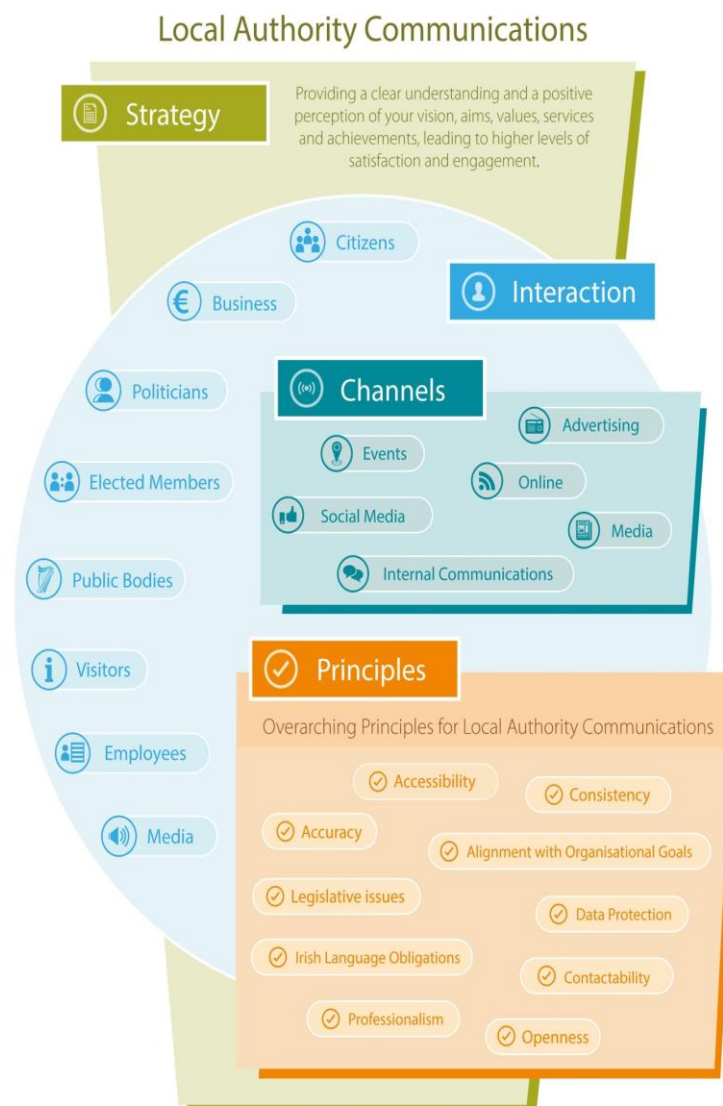 Local Authority Communications
Strategy
Providing a clear understanding and a positive
perception of your vision, aims, values, services
and achievements, leading to higher levels of
satisfaction and engagement.
Citizens
Business
Interaction
Politicians
Elected Members
Public Bodies
Visitors
Employees
Media
Channels
Advertising
Events
Online
Social Media
Media
Internal Communications
Principles
Overarching Principles for Local Authority Communications
Accessibility
Consistency
Accuracy
Alignment with Organisational Goals
Legislative issues
Data Protection
Irish Language Obligations
Contactability
Professionalism
Openness